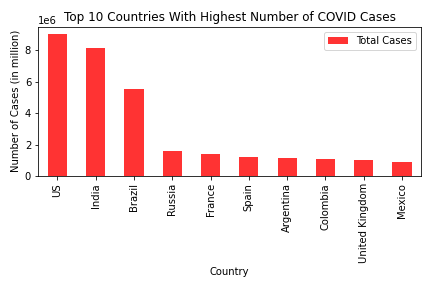 Top 10 Countries With Highest Number of COVID Cases
1e6
Total Cases
Number of Cases (in million)
8
6
4
2
0
US
India
Brazil
Russia
France
Spain
Argentina
Colombia
United Kingdom
Mexico
Country